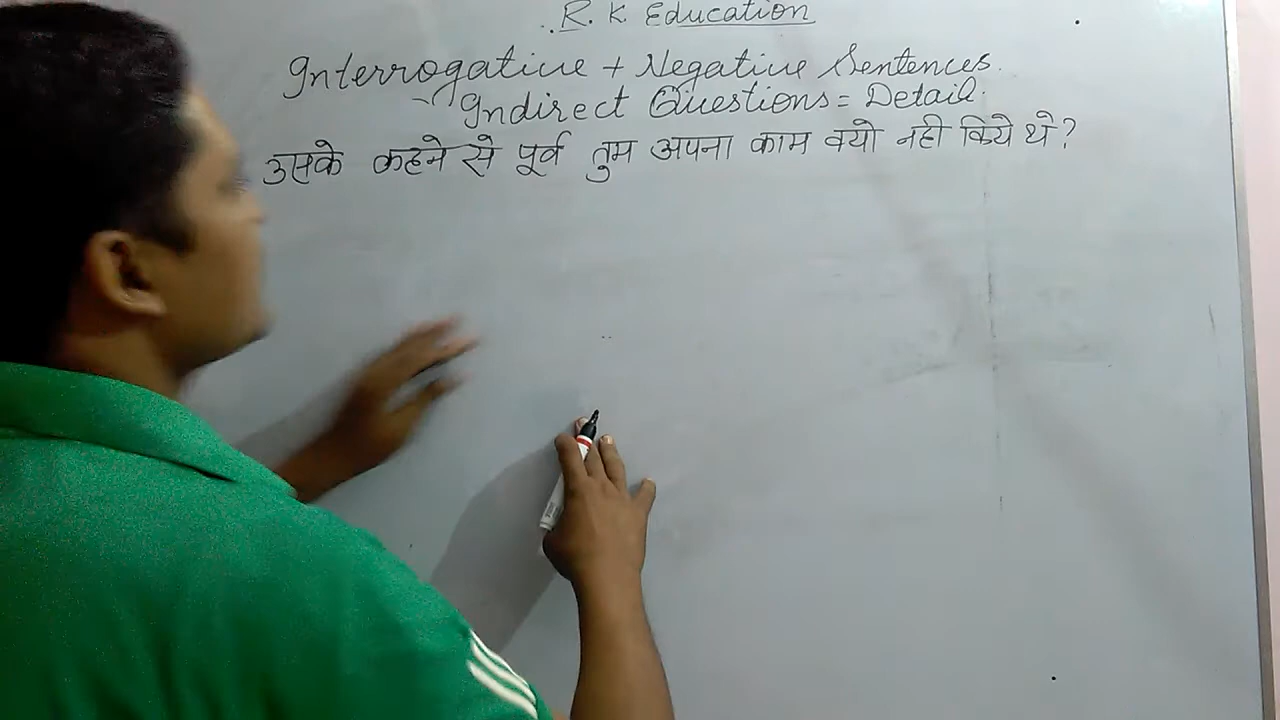 R. K. Education
Interrogative + Negative Sentences.
Indirect Questions = Detail.
उसके कहने से पूर्व तुम अपना काम क्यो नही किये थे?